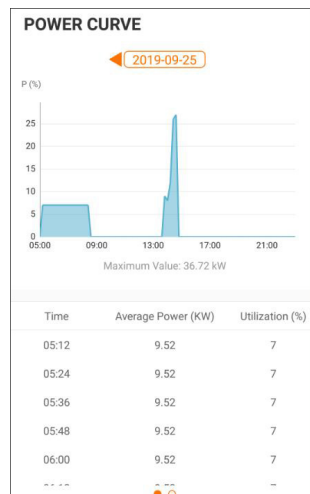 POWER CURVE
2019-09-25
P (%)
25
20
15
10
5
0
05:00 09:00 13:00 17:00 21:00
Maximum Value: 36.72 kW
Time Average Power (KW) Utilization (%)
05:12 9.52 7
05:24 9.52 7
05:36 9.52 7
05:48 9.52 7
06:00 9.52 7